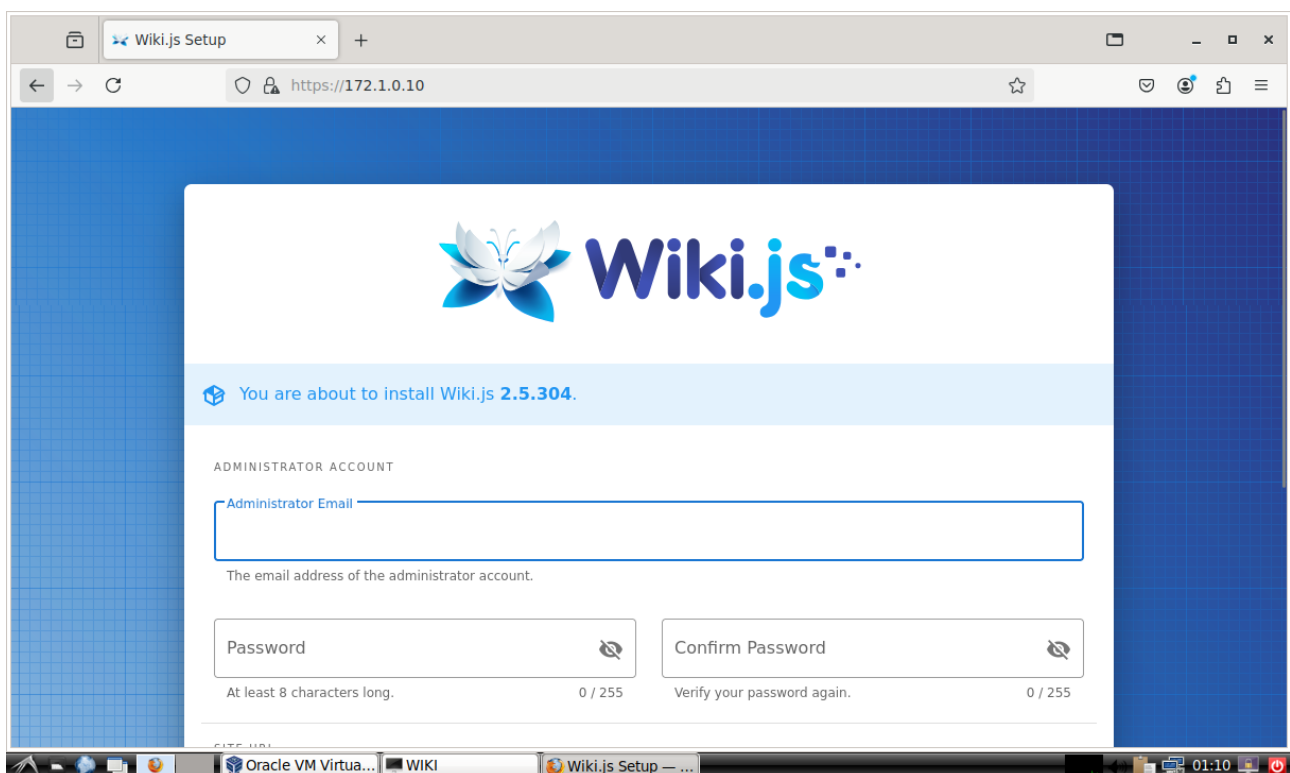 Wiki.js Setup
https://172.1.0.10
Wiki.js
You are about to install Wiki.js 2.5.304.
ADMINISTRATOR ACCOUNT
Administrator Email
The email address of the administrator account.
Password
Confirm Password
At least 8 characters long.
0 / 255
Verify your password again.
0 / 255
SITE URL
Oracle VM Virtua...
WIKI
Wiki.js Setup — ...
01:10